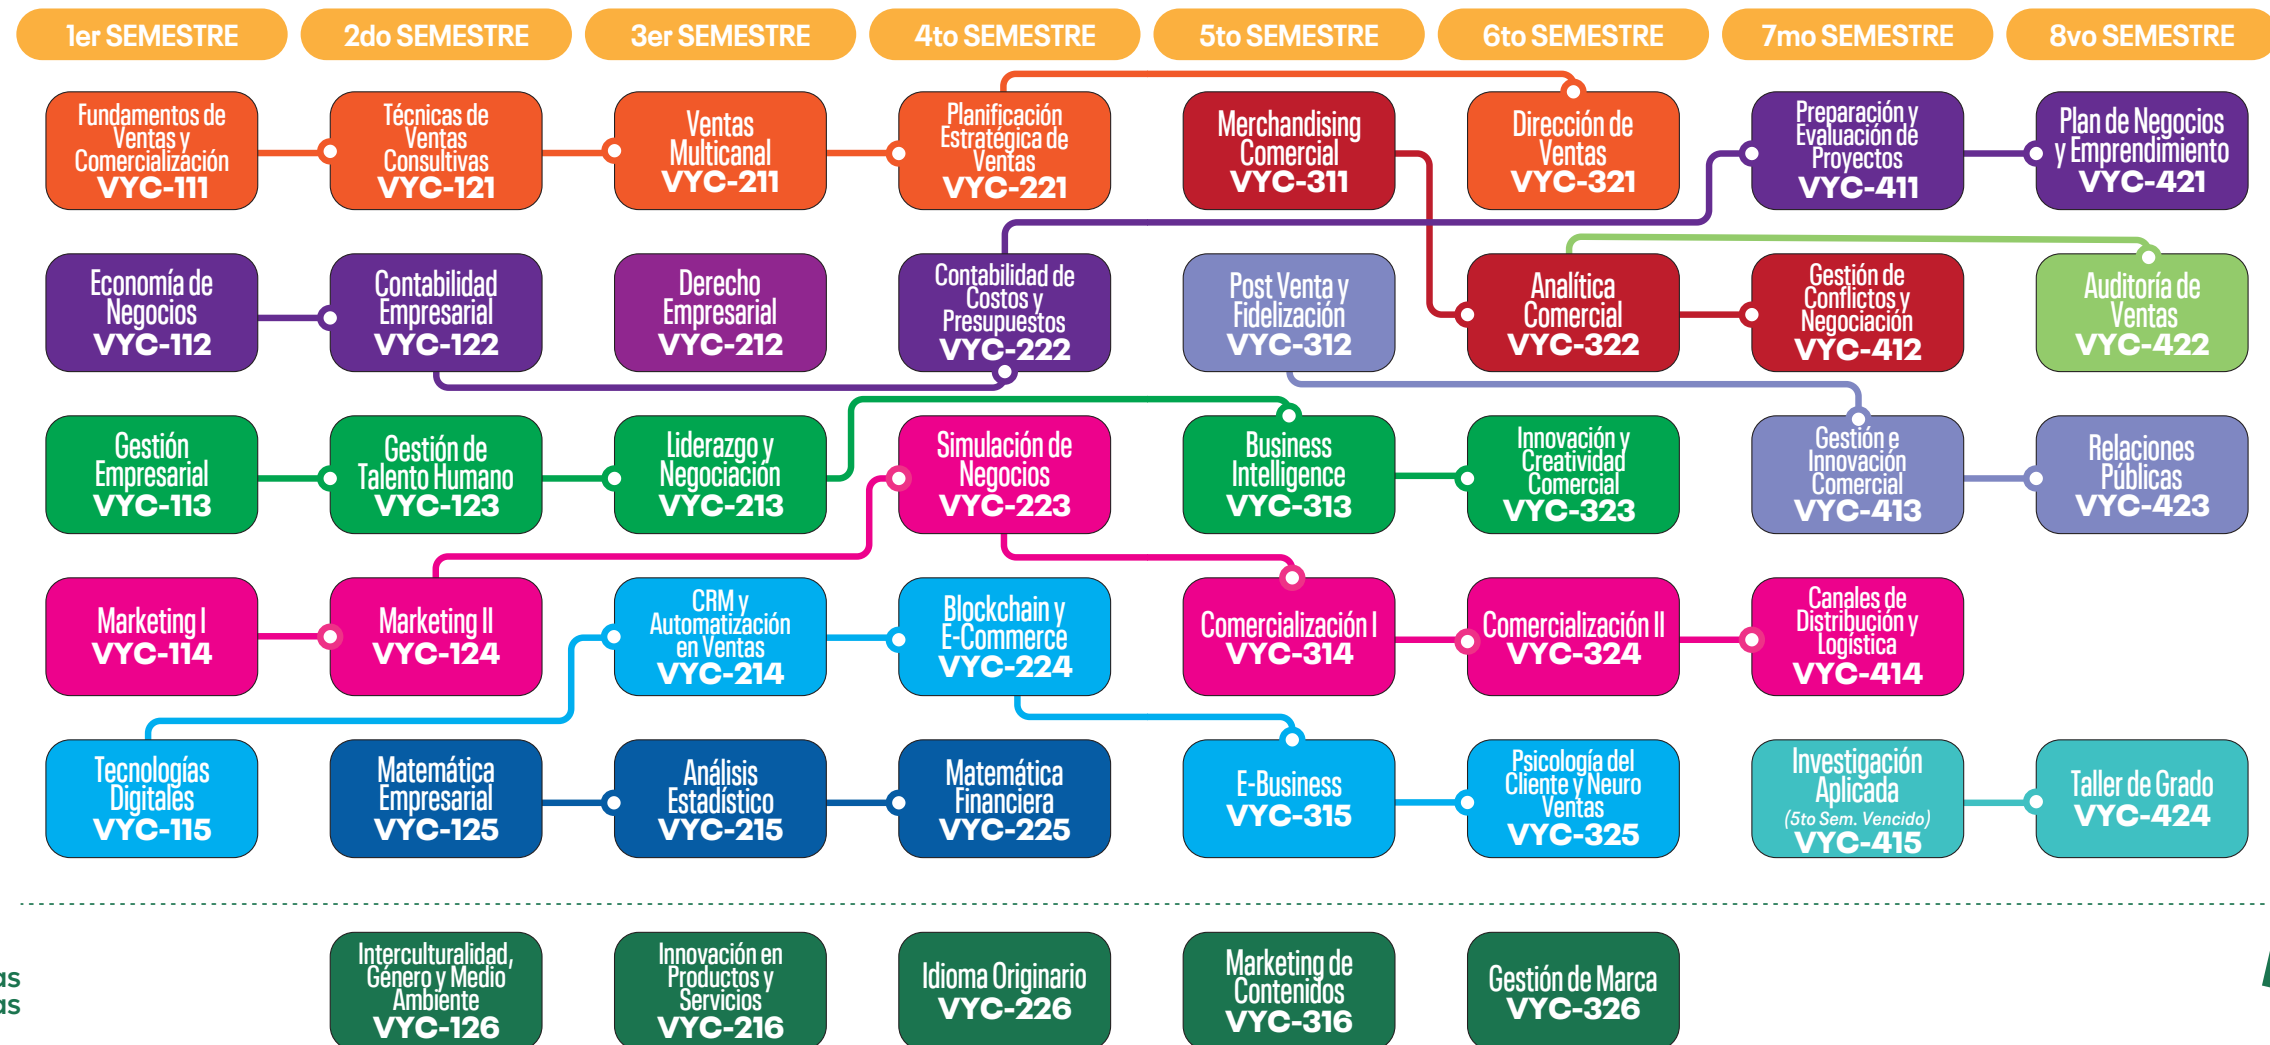 1er SEMESTRE
2do SEMESTRE
3er SEMESTRE
4to SEMESTRE
5to SEMESTRE
6to SEMESTRE
7mo SEMESTRE
8vo SEMESTRE
Fundamentos de
Ventas y
Comercialización
VYC-111
Técnicas de
Ventas
Consultivas
VYC-121
Ventas
Multicanal
VYC-211
Planificación
Estratégica de
Ventas
VYC-221
Merchandising
Comercial
VYC-311
Dirección de
Ventas
VYC-321
Preparación y
Evaluación de
Proyectos
VYC-411
Plan de Negocios
y Emprendimiento
VYC-421
Economía de
Negocios
VYC-112
Contabilidad
Empresarial
VYC-122
Derecho
Empresarial
VYC-212
Contabilidad de
Costos y
Presupuestos
VYC-222
Post Venta y
Fidelización
VYC-312
Analítica
Comercial
VYC-322
Gestión de
Conflictos y
Negociación
VYC-412
Auditoría de
Ventas
VYC-422
Gestión
Empresarial
VYC-113
Gestión de
Talento Humano
VYC-123
Liderazgo y
Negociación
VYC-213
Simulación de
Negocios
VYC-223
Business
Intelligence
VYC-313
Innovación y
Creatividad
Comercial
VYC-323
Gestión e
Innovación
Comercial
VYC-413
Relaciones
Públicas
VYC-423
Marketing I
VYC-114
Marketing II
VYC-124
CRM y
Automatización
en Ventas
VYC-214
Blockchain y
E-Commerce
VYC-224
Comercialización I
VYC-314
Comercialización II
VYC-324
Canales de
Distribución y
Logística
VYC-414
Tecnologías
Digitales
VYC-115
Matemática
Empresarial
VYC-125
Análisis
Estadístico
VYC-215
Matemática
Financiera
VYC-225
E-Business
VYC-315
Psicología del
Cliente y Neuro
Ventas
VYC-325
Investigación
Aplicada
(5to Sem. Vencido)
VYC-415
Taller de Grado
VYC-424
as
as
Interculturalidad,
Género y Medio
Ambiente
VYC-126
Innovación en
Productos y
Servicios
VYC-216
Idioma Originario
VYC-226
Marketing de
Contenidos
VYC-316
Gestión de Marca
VYC-326